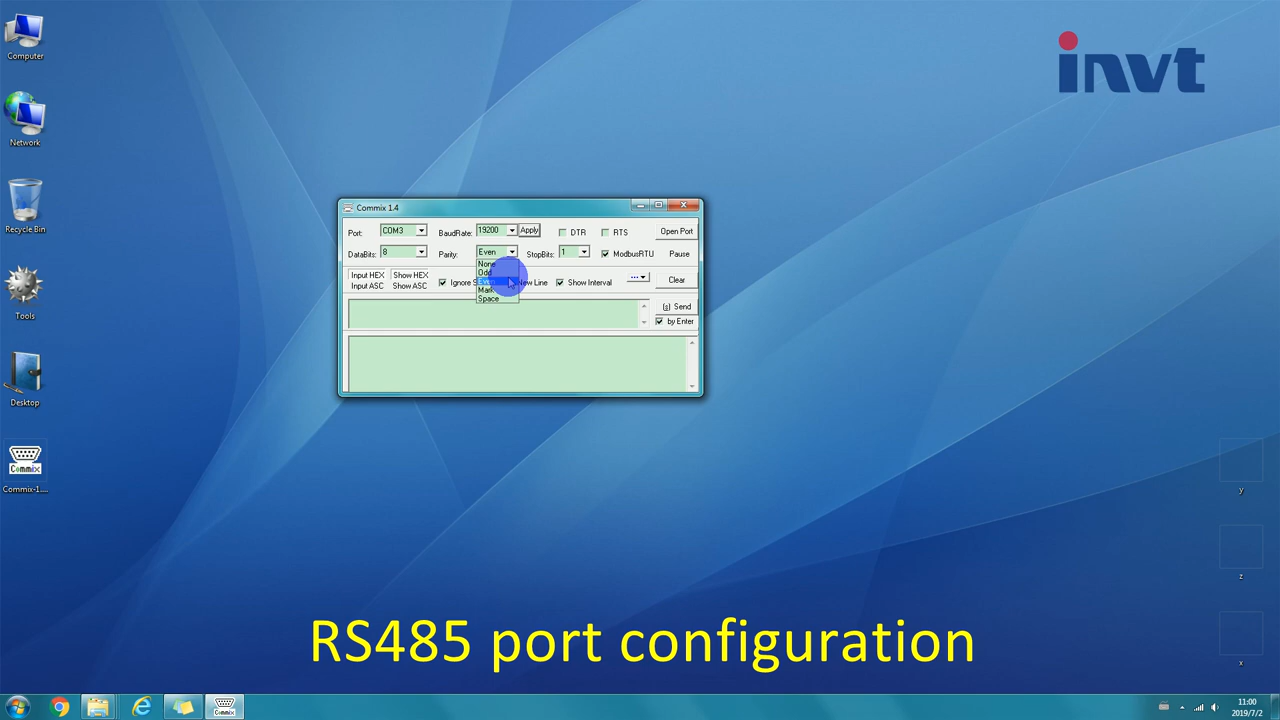 Computer
Network
Recycle Bin
Tools
Desktop
Commix
Commix-1....
invt
Commix 1.4
Port: COM3 BaudRate: 19200 Apply DTR RTS Open Port
DataBits: 8 Parity: Even StopBits: 1 ModbusRTU Pause
None
Odd
Even
Mark
Space
Input HEX Show HEX
Input ASC Show ASC
Ignore New Line Show Interval ... Clear
(s) Send
by Enter
y
z
x
RS485 port configuration
Commix
11:00
2019/7/2